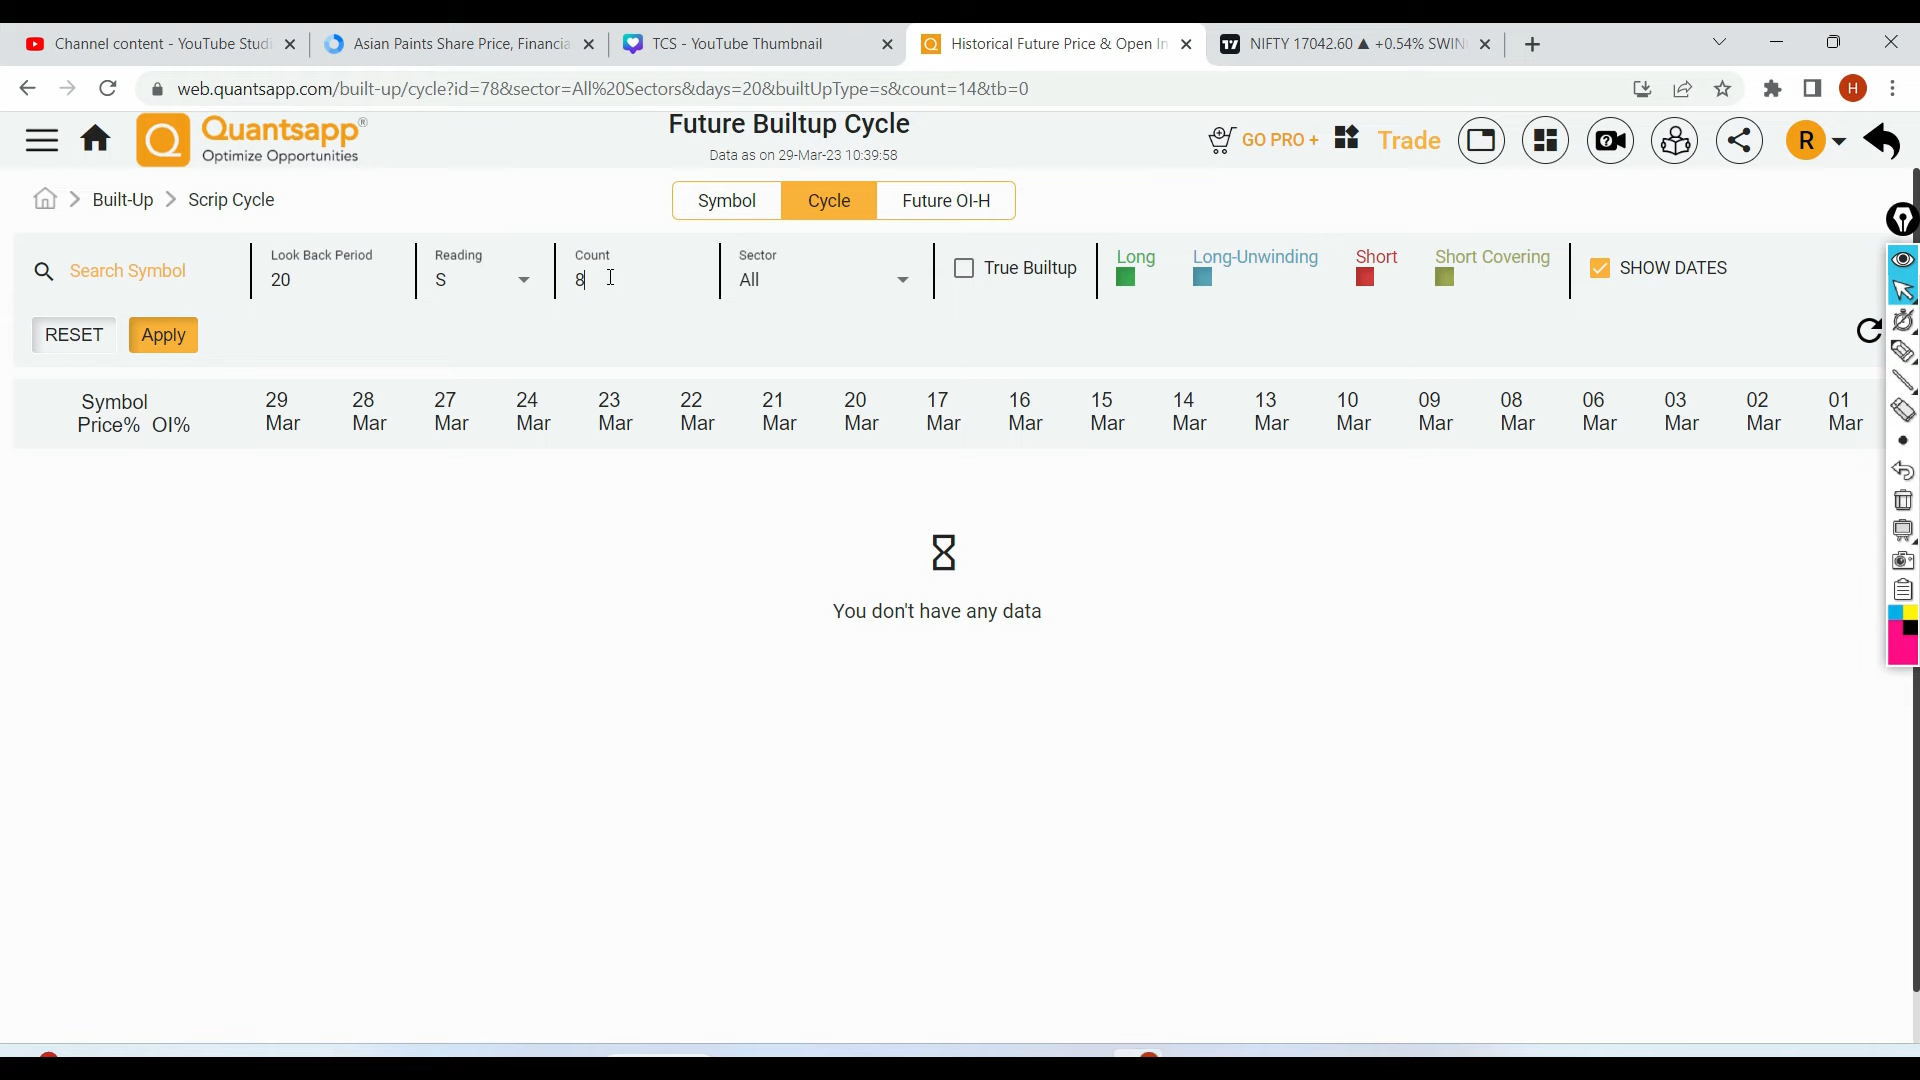 Channel content - YouTube Studi
Asian Paints Share Price, Financia
TCS - YouTube Thumbnail
Historical Future Price & Open In
NIFTY 17042.60 ▲ +0.54% SWIN
web.quantsapp.com/built-up/cycle?id=78&sector=All%20Sectors&days=20&builtUpType=s&count=14&tb=0
H
Quantsapp®
Optimize Opportunities
Future Builtup Cycle
Data as on 29-Mar-23 10:39:58
GO PRO +
Trade
R
Built-Up > Scrip Cycle
Symbol Cycle Future OI-H
Search Symbol
Look Back Period
20
Reading
S
Count
8
Sector
All
True Builtup
Long
Long-Unwinding
Short
Short Covering
SHOW DATES
RESET Apply
Symbol
Price% OI%
29 Mar
28 Mar
27 Mar
24 Mar
23 Mar
22 Mar
21 Mar
20 Mar
17 Mar
16 Mar
15 Mar
14 Mar
13 Mar
10 Mar
09 Mar
08 Mar
06 Mar
03 Mar
02 Mar
01 Mar
You don't have any data